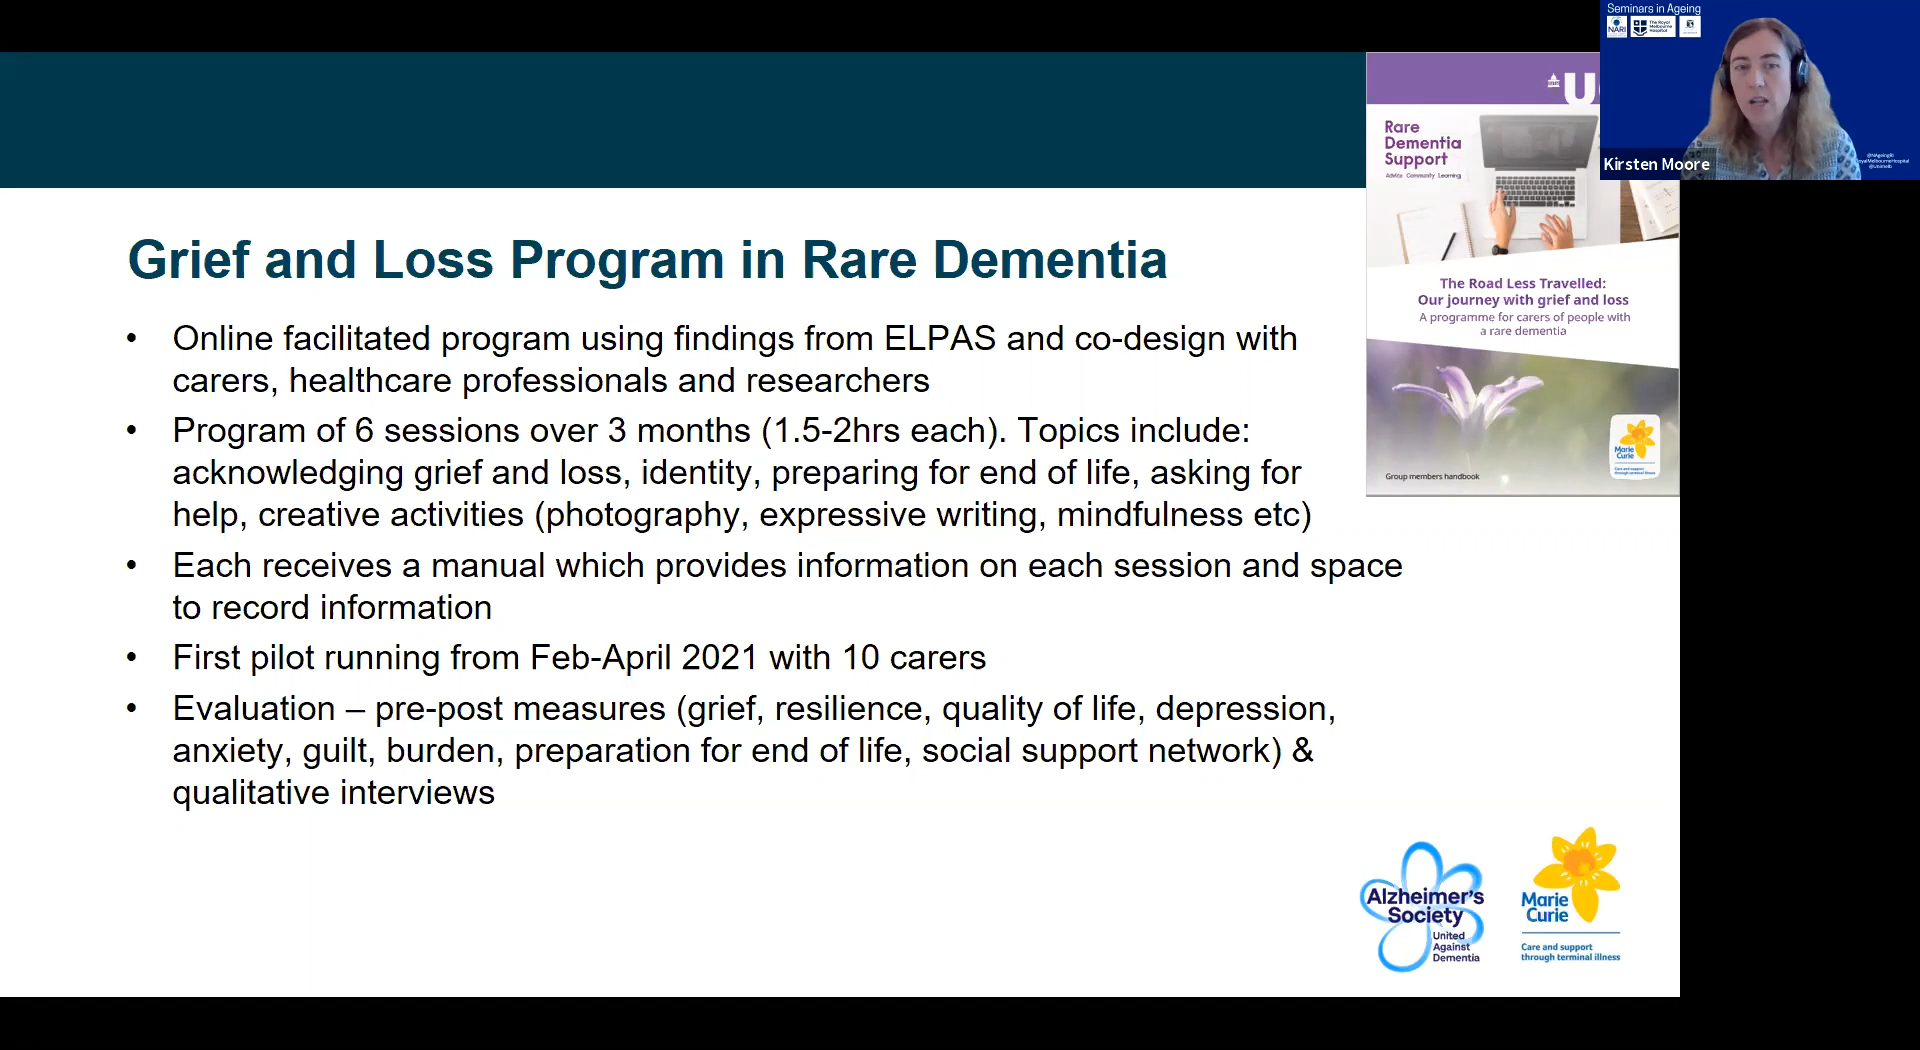 Seminars in Ageing
NARI
The Royal
Melbourne
Hospital
Kirsten Moore
@NAgeingRI
@Unimelb
Rare
Dementia
Support
Advice Community Learning
The Road Less Travelled:
Our journey with grief and loss
A programme for carers of people with
a rare dementia
Marie
Curie
Care and support
through terminal illness
Group members handbook
Grief and Loss Program in Rare Dementia
• Online facilitated program using findings from ELPAS and co-design with
carers, healthcare professionals and researchers
• Program of 6 sessions over 3 months (1.5-2hrs each). Topics include:
acknowledging grief and loss, identity, preparing for end of life, asking for
help, creative activities (photography, expressive writing, mindfulness etc)
• Each receives a manual which provides information on each session and space
to record information
• First pilot running from Feb-April 2021 with 10 carers
• Evaluation – pre-post measures (grief, resilience, quality of life, depression,
anxiety, guilt, burden, preparation for end of life, social support network) &
qualitative interviews
Alzheimer's
Society
United
Against
Dementia
Marie
Curie
Care and support
through terminal illness